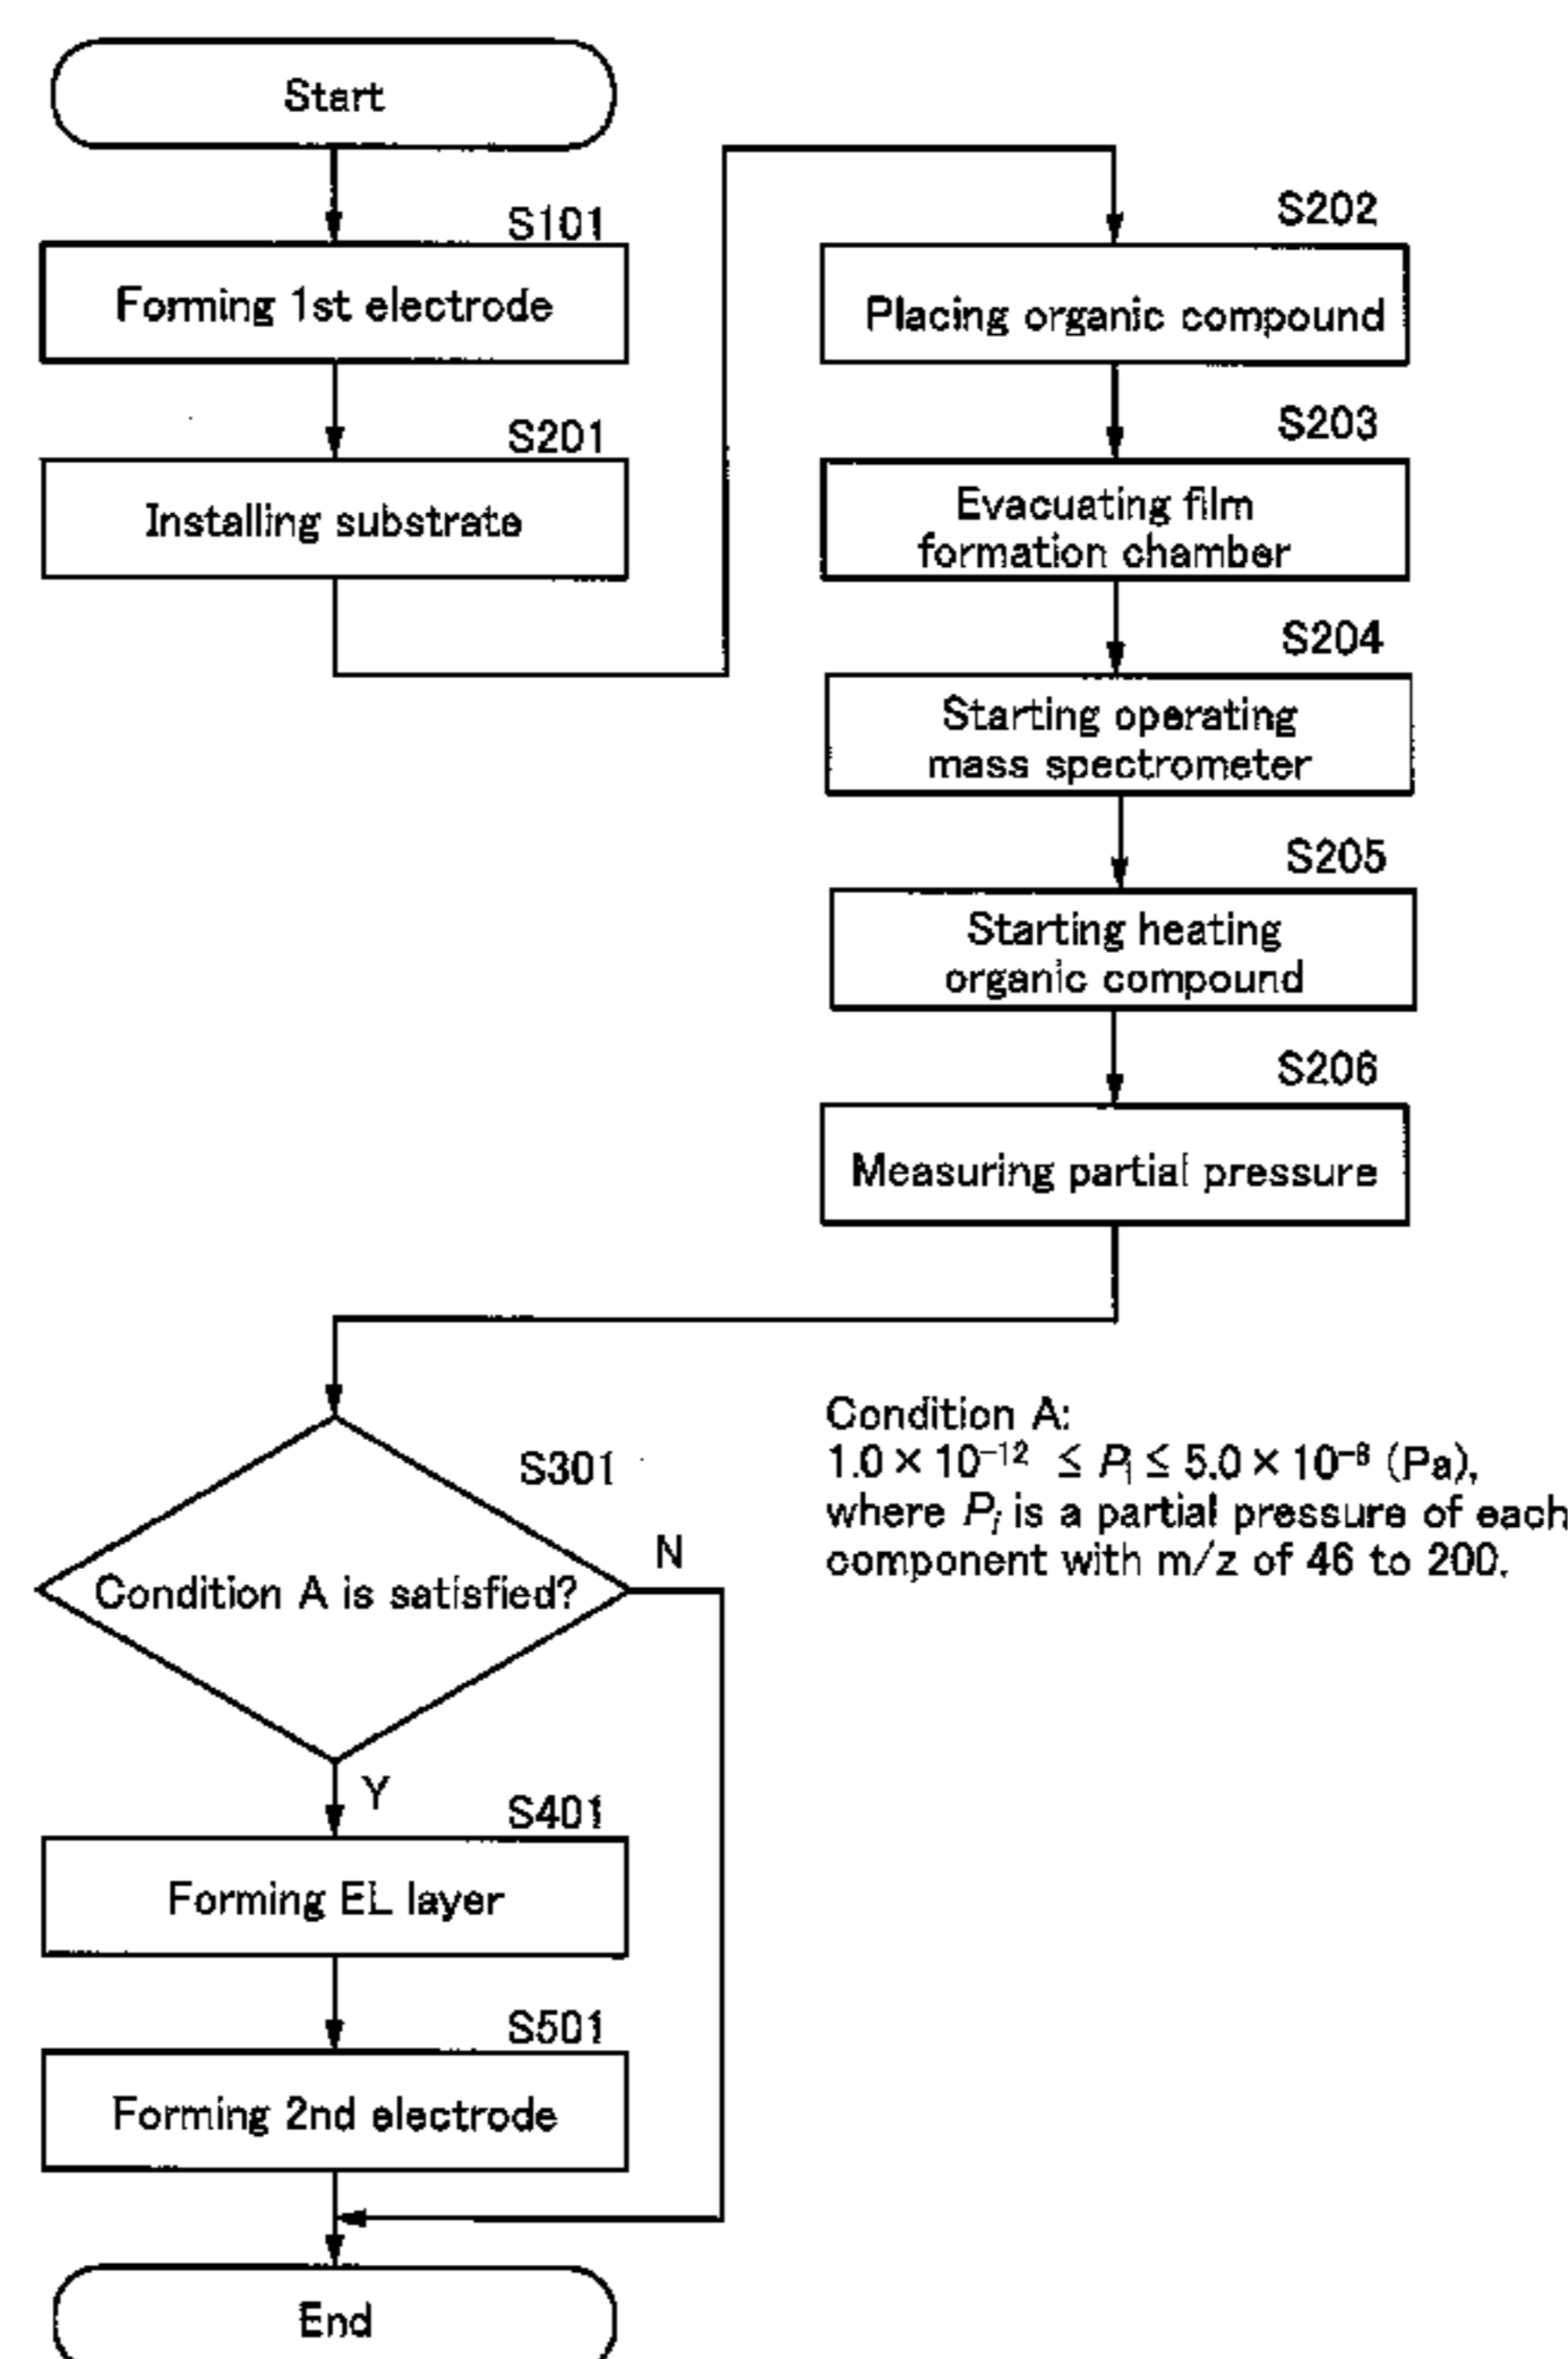 Start
S101
Forming 1st electrode
S201
Installing substrate
S202
Placing organic compound
S203
Evacuating film
formation chamber
S204
Starting operating
mass spectrometer
S205
Starting heating
organic compound
S206
Measuring partial pressure
S301
Condition A is satisfied?
N
Y
Condition A:
1.0 × 10⁻¹² ≤ Pi ≤ 5.0 × 10⁻⁸ (Pa),
where Pi is a partial pressure of each
component with m/z of 46 to 200.
S401
Forming EL layer
S501
Forming 2nd electrode
End